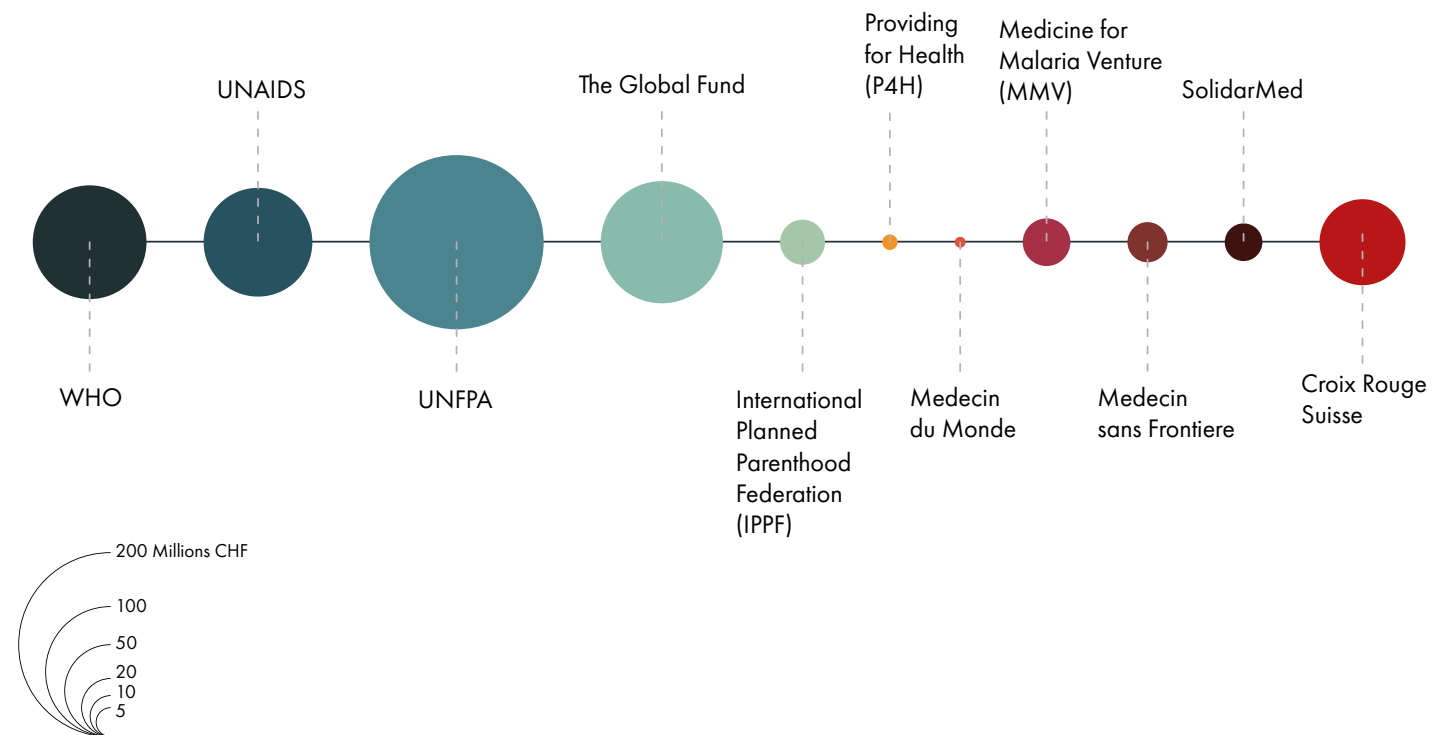 WHO
UNAIDS
UNFPA
The Global Fund
International
Planned
Parenthood
Federation
(IPPF)
Providing
for Health
(P4H)
Medecin
du Monde
Medicine for
Malaria Venture
(MMV)
Medecin
sans Frontiere
SolidarMed
Croix Rouge
Suisse
200 Millions CHF
100
50
20
10
5